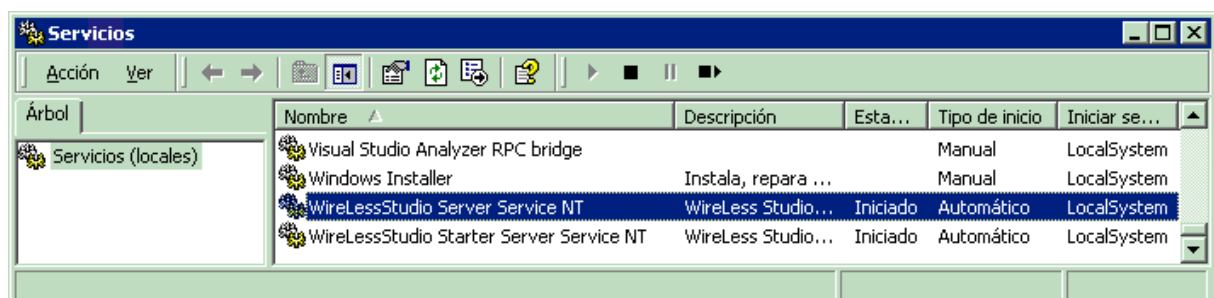 Servicios
Acción Ver
Árbol
Servicios (locales)
Nombre Descripción Esta... Tipo de inicio Iniciar se...
Visual Studio Analyzer RPC bridge Manual LocalSystem
Windows Installer Instala, repara ... Manual LocalSystem
WireLessStudio Server Service NT WireLess Studio... Iniciado Automático LocalSystem
WireLessStudio Starter Server Service NT WireLess Studio... Iniciado Automático LocalSystem